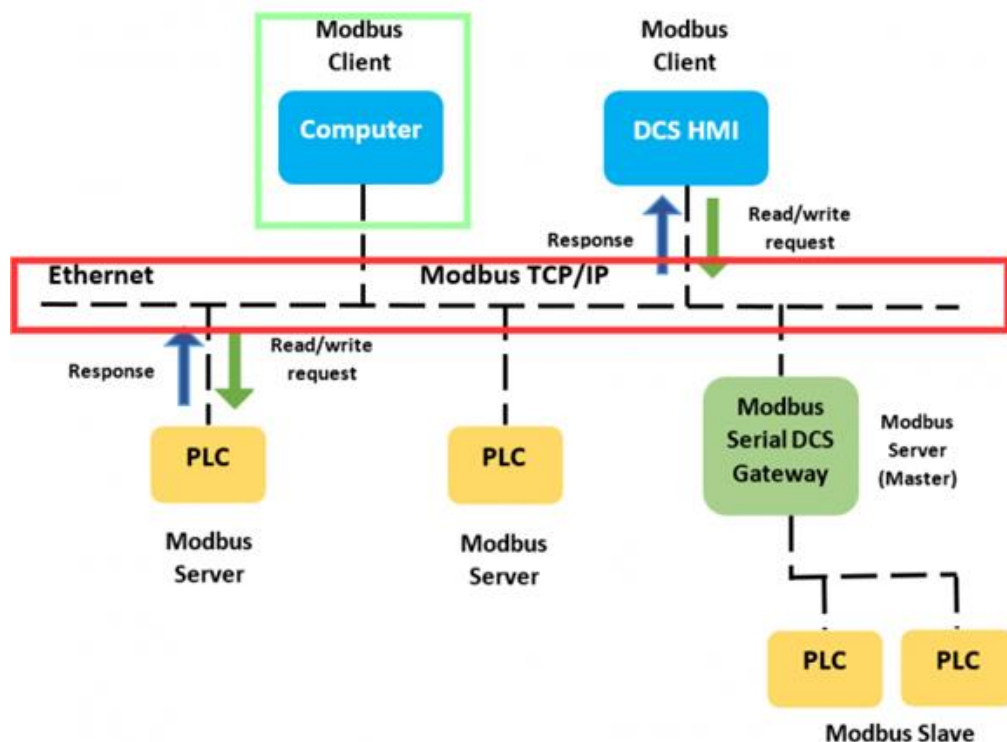 Modbus
Client
Computer
Modbus
Client
DCS HMI
Response
Read/write
request
Ethernet
Modbus TCP/IP
Response
Read/write
request
PLC
Modbus
Server
PLC
Modbus
Server
Modbus
Serial DCS
Gateway
Modbus
Server
(Master)
PLC
PLC
Modbus Slave